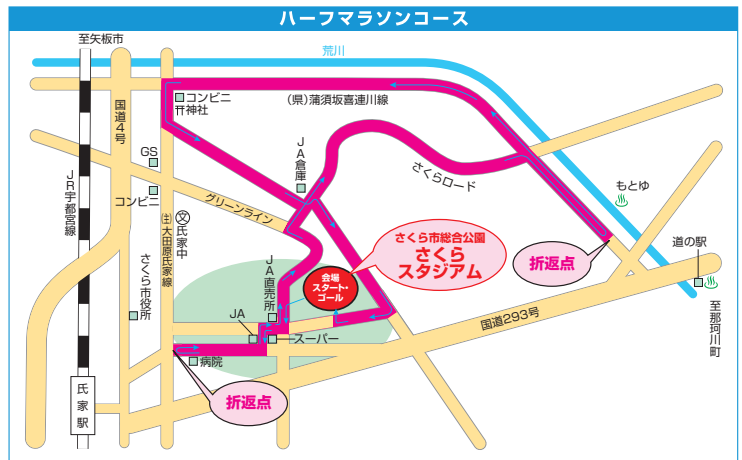 ハーフマラソンコース
至矢板市
荒川
コンビニ
神社
(県)蒲須坂喜連川線
国道4号
GS
JA倉庫
さくらロード
もとゆ
コンビニ
グリーンライン
JR宇都宮線
文
氏家中
(主)大田原氏家線
さくら市総合公園
さくら
スタジアム
道の駅
折返点
さくら市役所
JA直売所
会場
スタート・
ゴール
至那珂川町
国道293号
JA
スーパー
病院
折返点
氏家駅